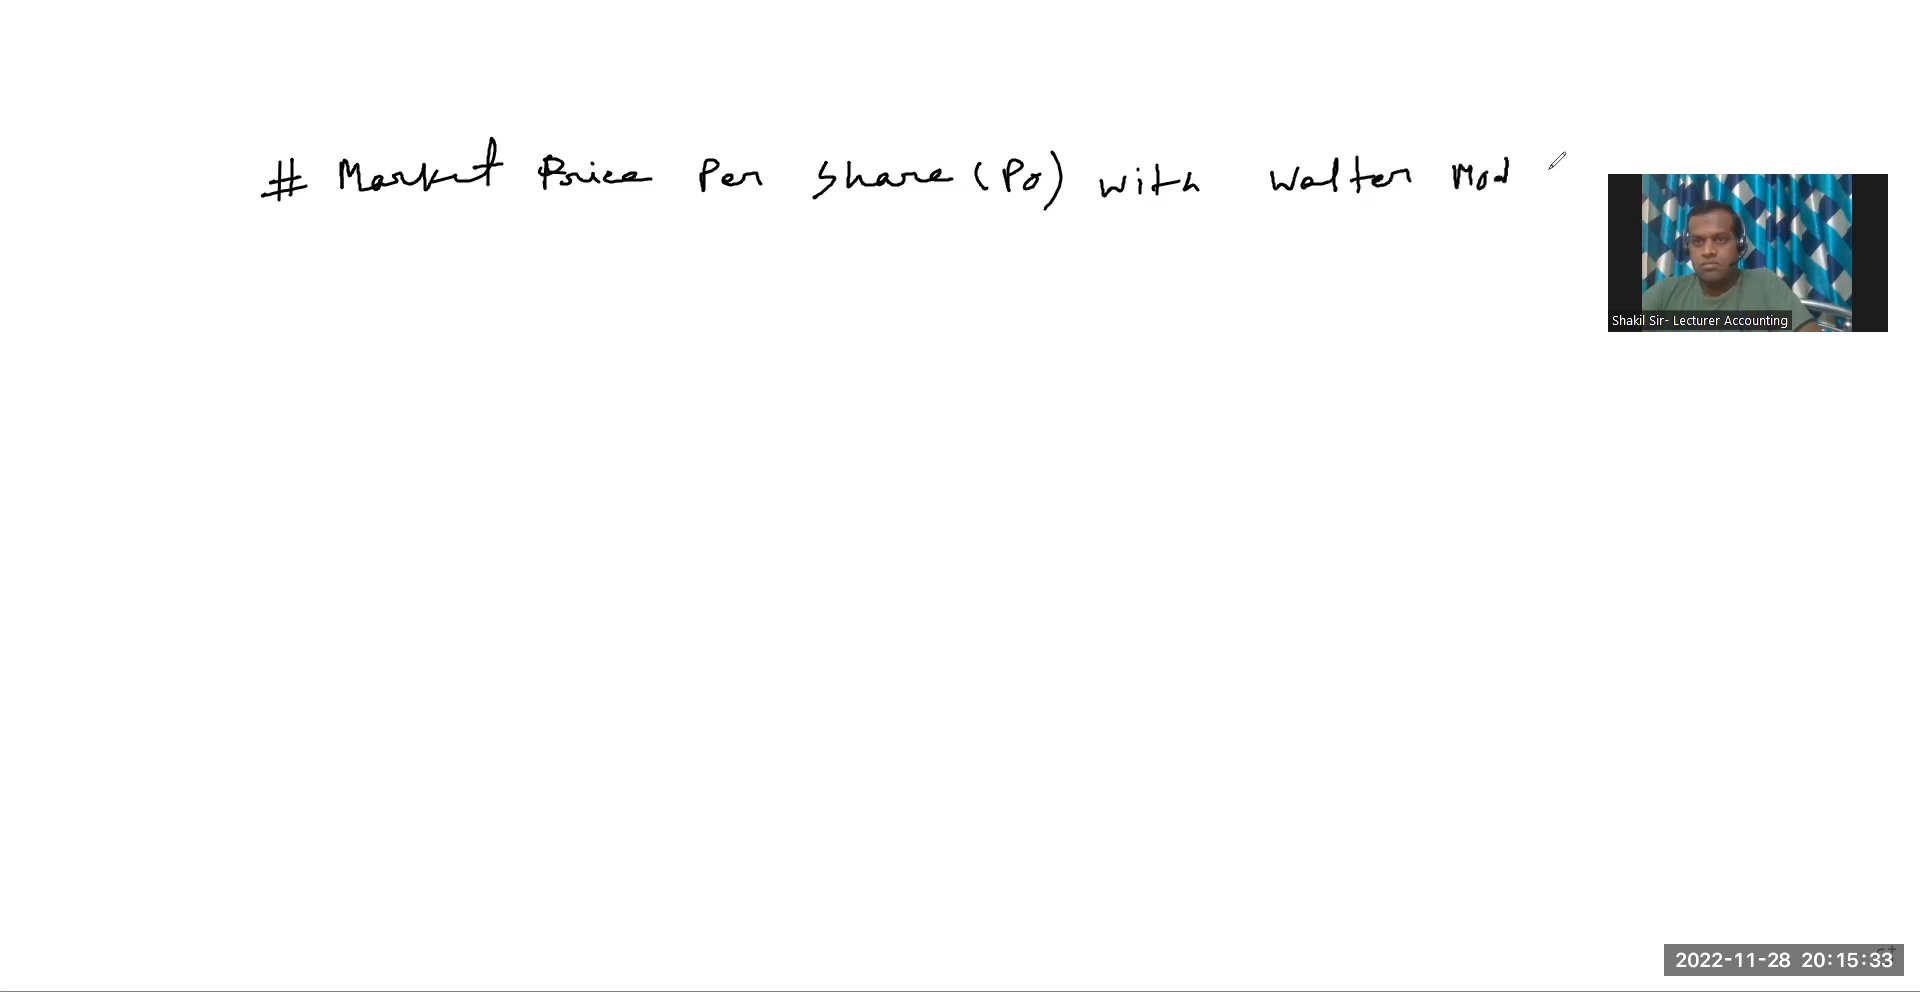 # Market Price Per Share (Po) with Walter Mod
Shakil Sir- Lecturer Accounting
2022-11-28 20:15:33